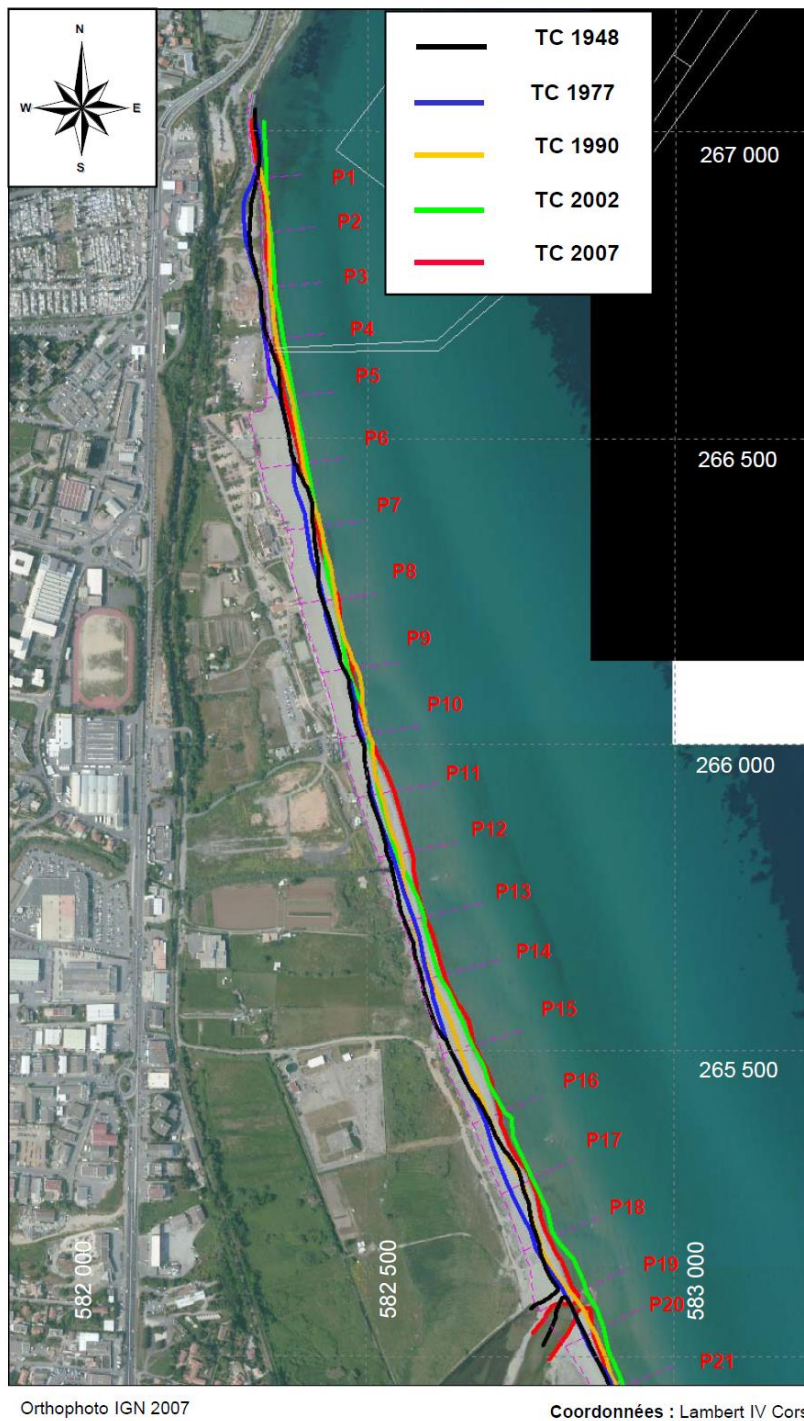 N
W E
S
TC 1948
TC 1977
TC 1990
TC 2002
TC 2007
267 000
P1
P2
P3
P4
P5
P6
266 500
P7
P8
P9
P10
266 000
P11
P12
P13
P14
P15
265 500
P16
P17
P18
582 000
582 500
583 000
P19
P20
P21
Orthophoto IGN 2007
Coordonnées : Lambert IV Cors